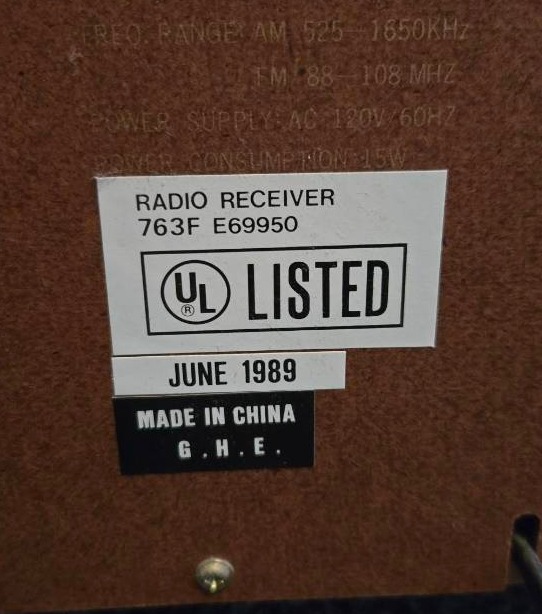 FREQ. RANGE: AM 525-1650KHz
FM 88-108 MHZ
POWER SUPPLY: AC 120V 60HZ
POWER CONSUMPTION: 15W
RADIO RECEIVER
763F E69950
UL® LISTED
JUNE 1989
MADE IN CHINA
G.H.E.